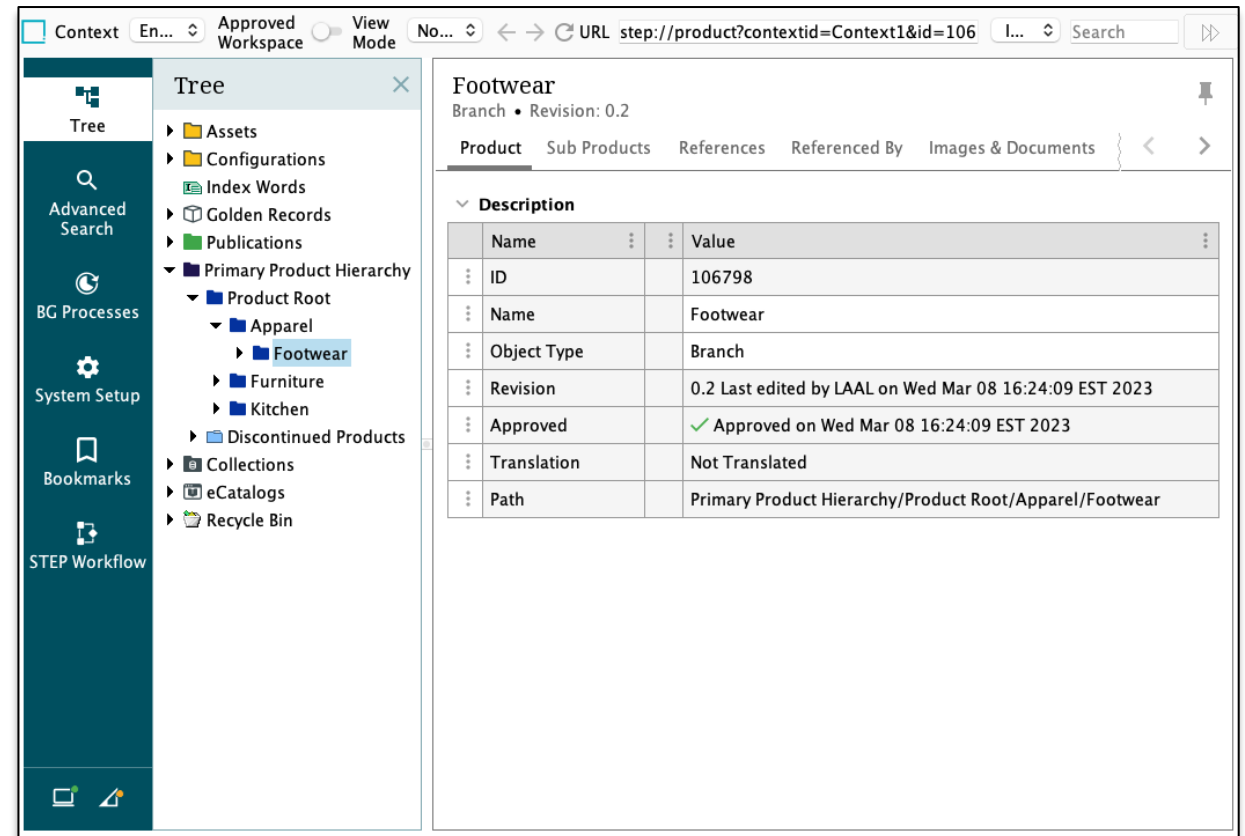 Context En... Approved Workspace View Mode No... URL step://product?contextid=Context1&id=106 I... Search
Tree
Advanced
Search
BG Processes
System Setup
Bookmarks
STEP Workflow
Tree
Assets
Configurations
Index Words
Golden Records
Publications
Primary Product Hierarchy
Product Root
Apparel
Footwear
Furniture
Kitchen
Discontinued Products
Collections
eCatalogs
Recycle Bin
Footwear
Branch • Revision: 0.2
Product Sub Products References Referenced By Images & Documents
Description
Name Value
ID 106798
Name Footwear
Object Type Branch
Revision 0.2 Last edited by LAAL on Wed Mar 08 16:24:09 EST 2023
Approved Approved on Wed Mar 08 16:24:09 EST 2023
Translation Not Translated
Path Primary Product Hierarchy/Product Root/Apparel/Footwear